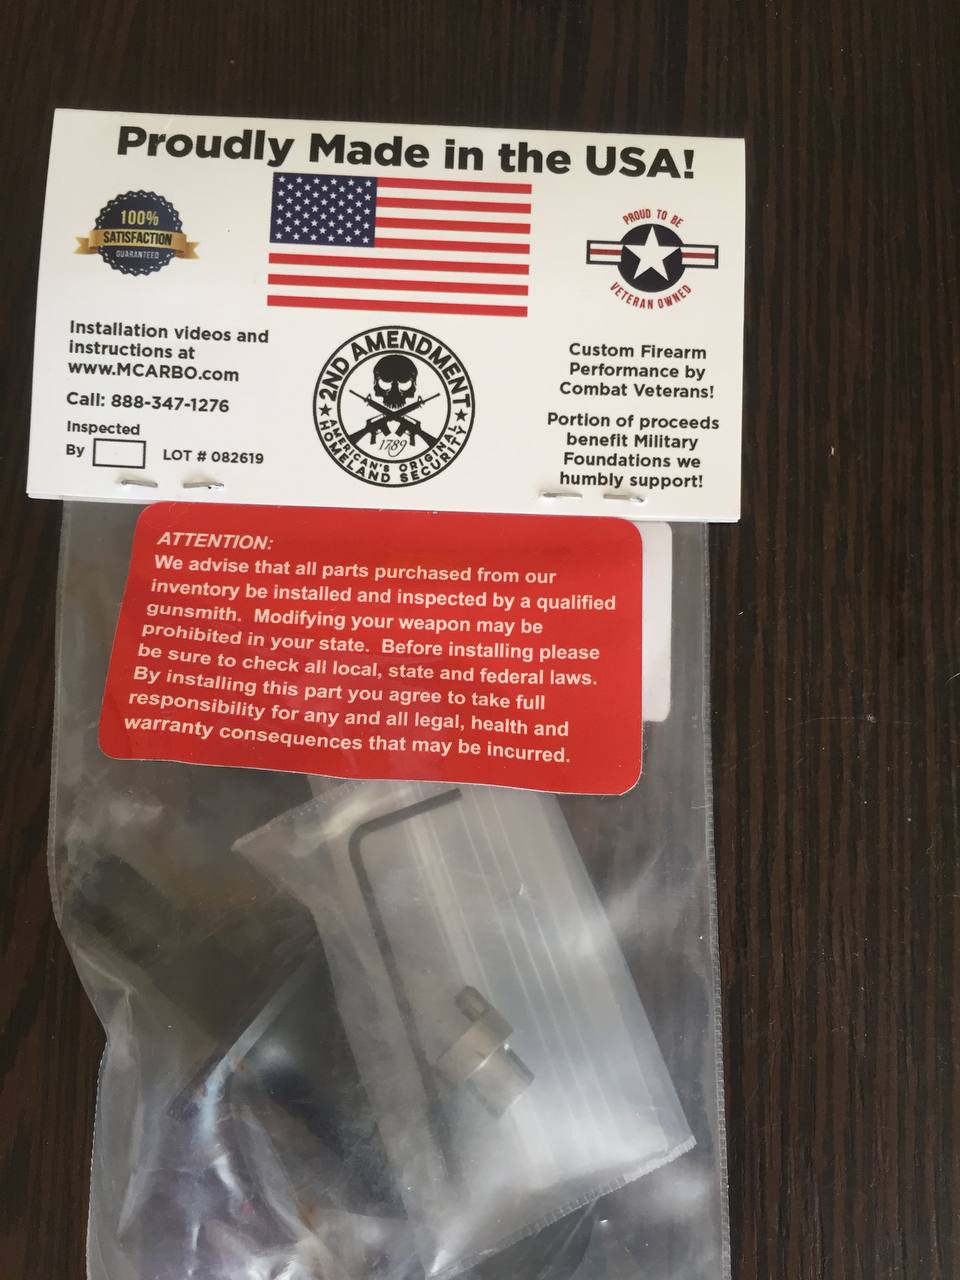 Proudly Made in the USA!
100%
SATISFACTION
GUARANTEED
PROUD TO BE
VETERAN OWNED
Installation videos and
instructions at
www.MCARBO.com
Call: 888-347-1276
Inspected
By
LOT # 082619
2ND AMENDMENT
1789
AMERICAN'S ORIGINAL
HOMELAND SECURITY
Custom Firearm
Performance by
Combat Veterans!
Portion of proceeds
benefit Military
Foundations we
humbly support!
ATTENTION:
We advise that all parts purchased from our
inventory be installed and inspected by a qualified
gunsmith. Modifying your weapon may be
prohibited in your state. Before installing please
be sure to check all local, state and federal laws.
By installing this part you agree to take full
responsibility for any and all legal, health and
warranty consequences that may be incurred.